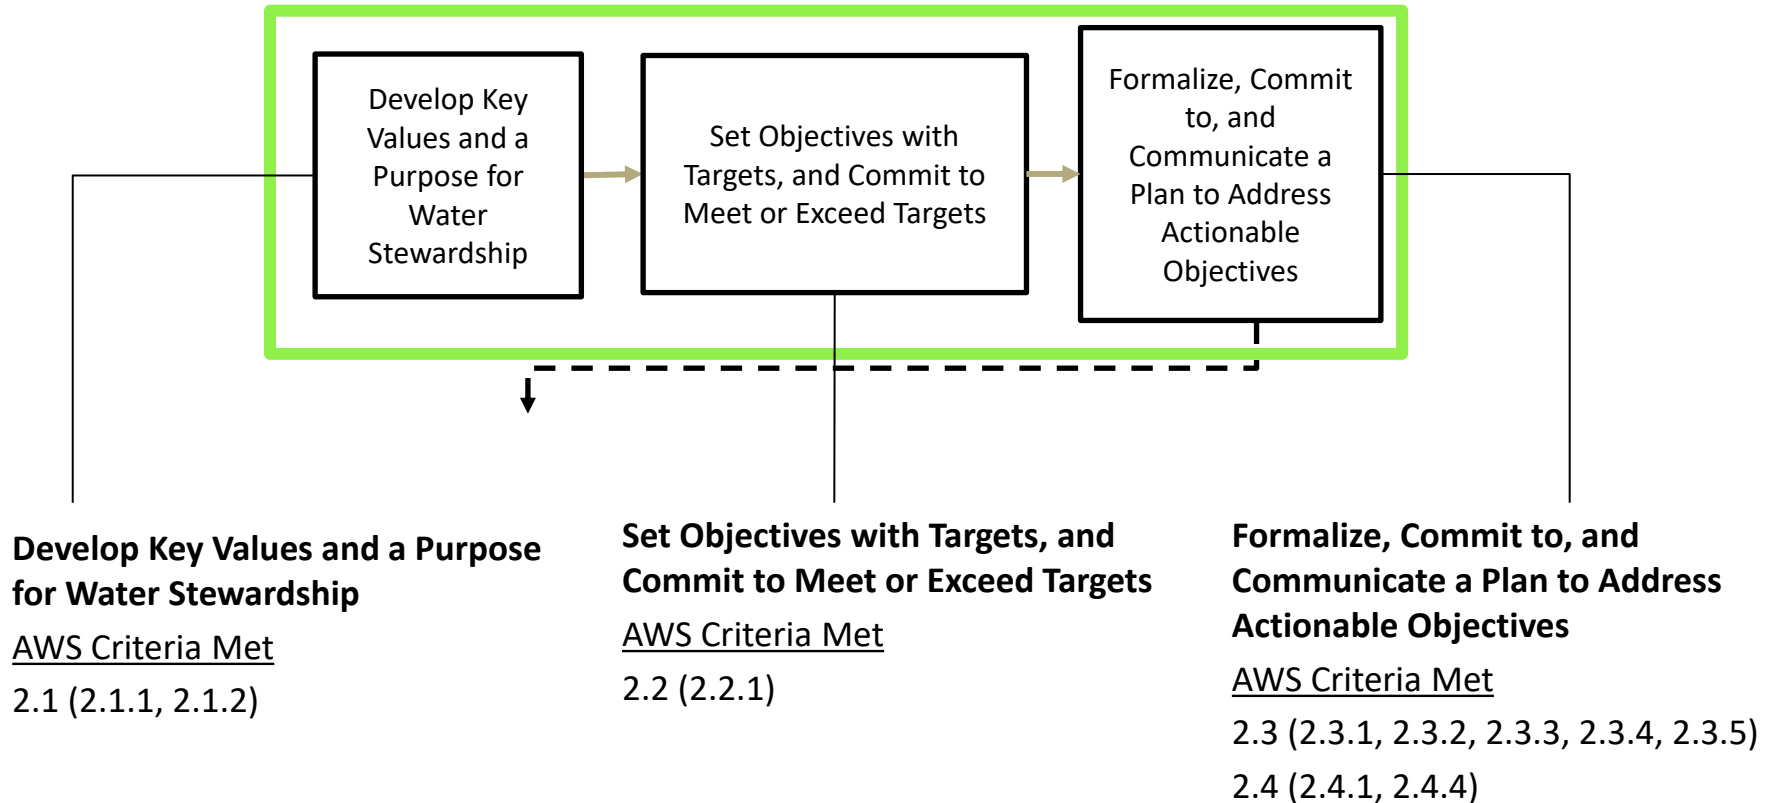 Develop Key
Values and a
Purpose for
Water
Stewardship
Set Objectives with
Targets, and Commit to
Meet or Exceed Targets
Formalize, Commit
to, and
Communicate a
Plan to Address
Actionable
Objectives
Develop Key Values and a Purpose
for Water Stewardship
AWS Criteria Met
2.1 (2.1.1, 2.1.2)
Set Objectives with Targets, and
Commit to Meet or Exceed Targets
AWS Criteria Met
2.2 (2.2.1)
Formalize, Commit to, and
Communicate a Plan to Address
Actionable Objectives
AWS Criteria Met
2.3 (2.3.1, 2.3.2, 2.3.3, 2.3.4, 2.3.5)
2.4 (2.4.1, 2.4.4)